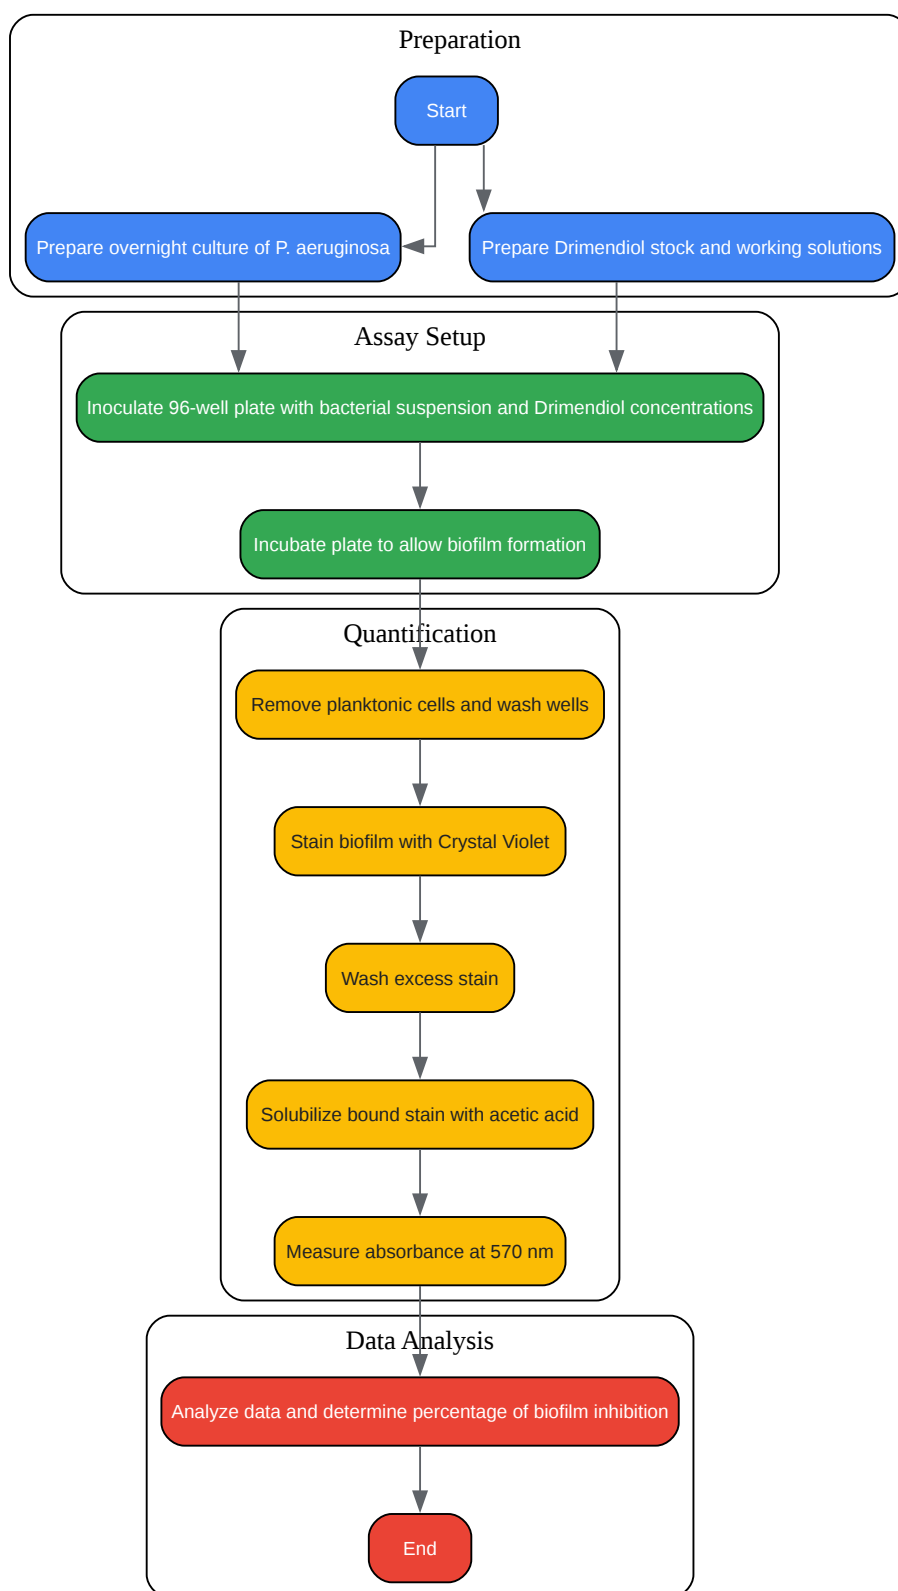 Preparation
Start
Prepare overnight culture of P. aeruginosa
Prepare Drimendiol stock and working solutions
Assay Setup
Inoculate 96-well plate with bacterial suspension and Drimendiol concentrations
Incubate plate to allow biofilm formation
Quantification
Remove planktonic cells and wash wells
Stain biofilm with Crystal Violet
Wash excess stain
Solubilize bound stain with acetic acid
Measure absorbance at 570 nm
Data Analysis
Analyze data and determine percentage of biofilm inhibition
End